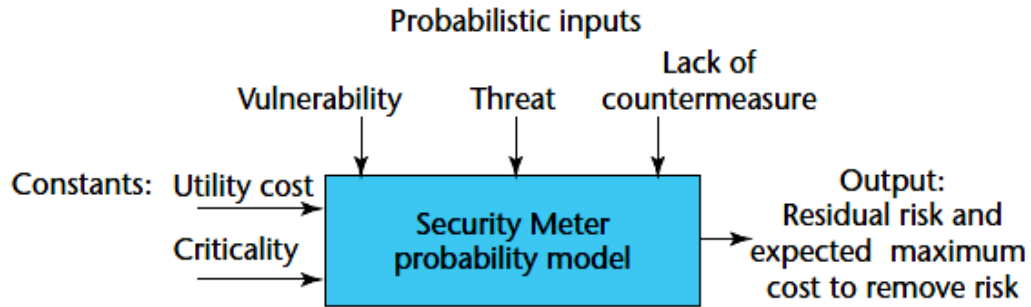 Probabilistic inputs
Vulnerability
Threat
Lack of
countermeasure
Constants:
Utility cost
Criticality
Security Meter
probability model
Output:
Residual risk and
expected maximum
cost to remove risk